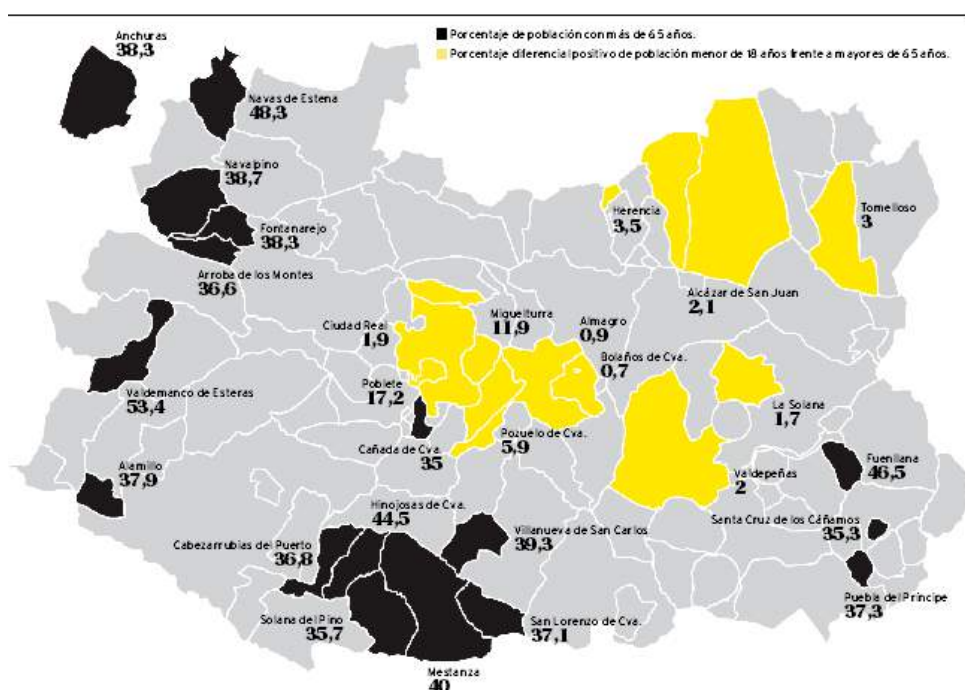 Anchuras
38,3
Porcentaje de población con más de 65 años.
Porcentaje diferencial positivo de población menor de 18 años frente a mayores de 65 años.
Navas de Estena
48,3
Navalpino
38,7
Fontanarejo
38,3
Arroba de los Montes
36,6
Herencia
3,5
Tomelloso
3
Alcázar de San Juan
2,1
Ciudad Real
1,9
Miguelturra
11,9
Almagro
0,9
Bolaños de Cva.
0,7
Poblete
17,2
Valdemanco de Esteras
53,4
La Solana
1,7
Cañada de Cva.
35
Pozuelo de Cva.
5,9
Valdepeñas
2
Fuenllana
46,5
Alamillo
37,9
Hinojosas de Cva.
44,5
Villanueva de San Carlos
39,3
Santa Cruz de los Cáñamos
35,3
Cabezarrubias del Puerto
36,8
Puebla del Príncipe
37,3
Solana del Pino
35,7
San Lorenzo de Cva.
37,1
Mestanza
40